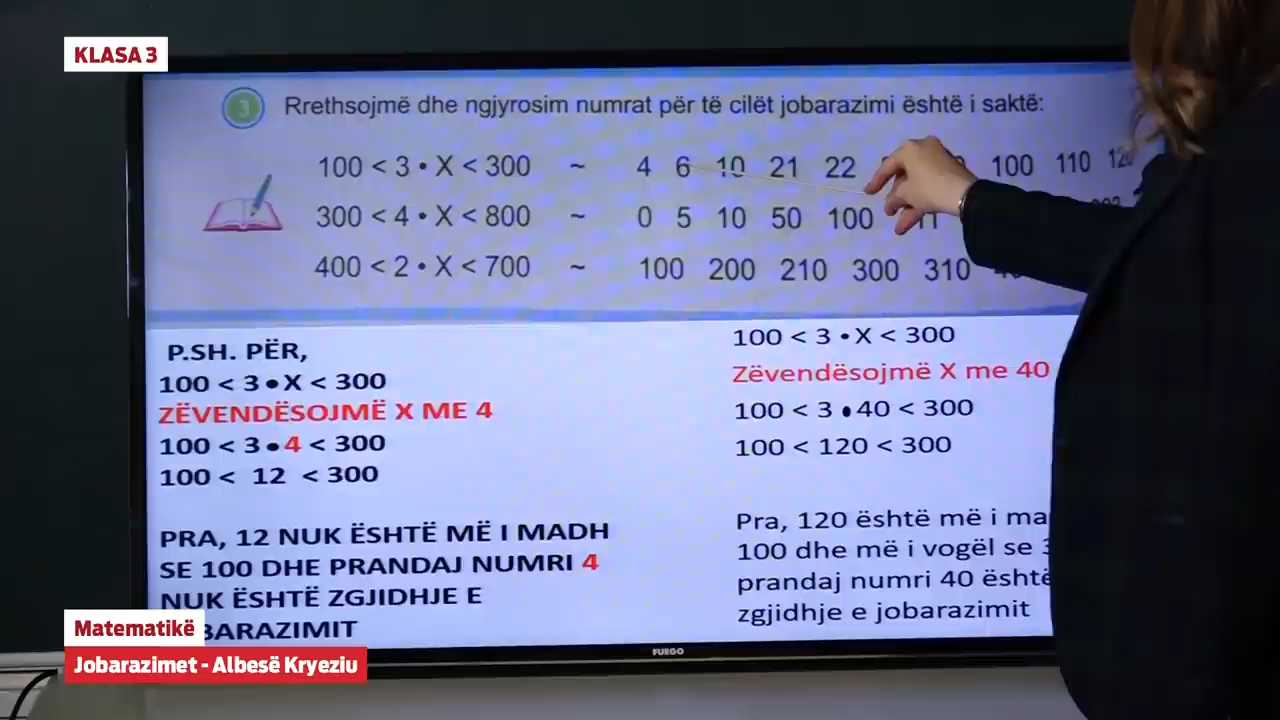 KLASA 3
3 Rrethsojmë dhe ngjyrosim numrat për të cilët jobarazimi është i saktë:
100 < 3 • X < 300 ~ 4 6 10 21 22 100 110 120
300 < 4 • X < 800 ~ 0 5 10 50 100
400 < 2 • X < 700 ~ 100 200 210 300 310
P.SH. PËR,
100 < 3 • X < 300
ZËVENDËSOJMË X ME 4
100 < 3 • 4 < 300
100 < 12 < 300
PRA, 12 NUK ËSHTË MË I MADH
SE 100 DHE PRANDAJ NUMRI 4
NUK ËSHTË ZGJIDHJE E
100 < 3 • X < 300
Zëvendësojmë X me 40
100 < 3 • 40 < 300
100 < 120 < 300
Pra, 120 është më i
100 dhe më i vogël se
prandaj numri 40 është
zgjidhje e jobarazimit
FUEGO
Matematikë
Jobarazimet - Albesë Kryeziu